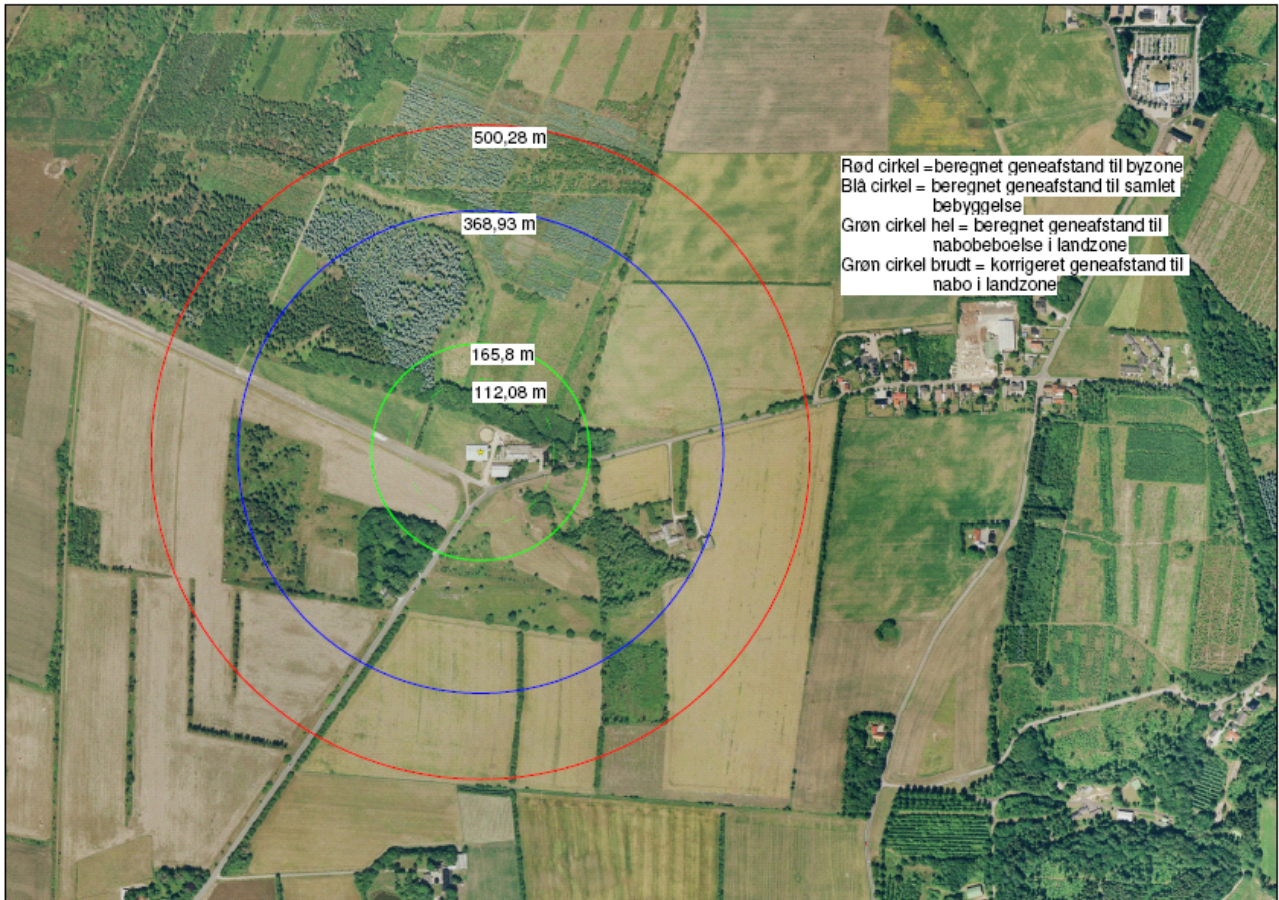 500,28 m
368,93 m
165,8 m
112,08 m
Rød cirkel =beregnet geneafstand til byzone
Blå cirkel = beregnet geneafstand til samlet
bebyggelse
Grøn cirkel hel = beregnet geneafstand til
nabobeboelse i landzone
Grøn cirkel brudt = korrigeret geneafstand til
nabo i landzone